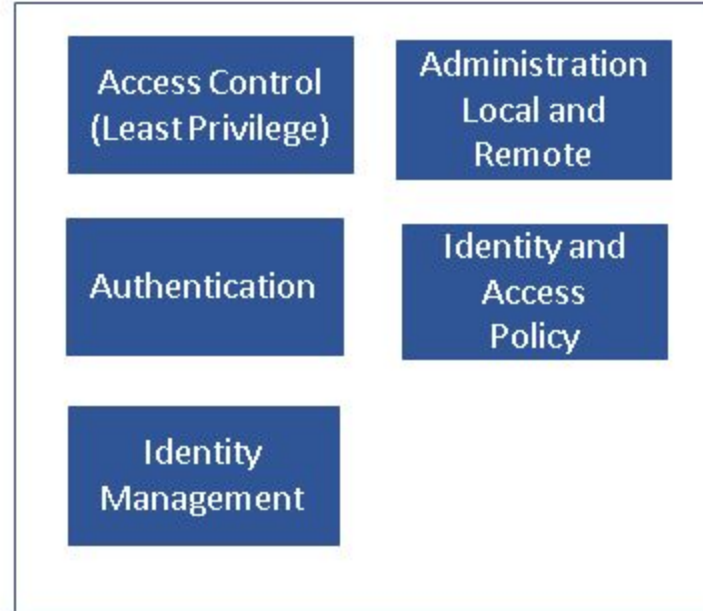 Access Control
(Least Privilege)
Administration
Local and
Remote
Authentication
Identity and
Access
Policy
Identity
Management